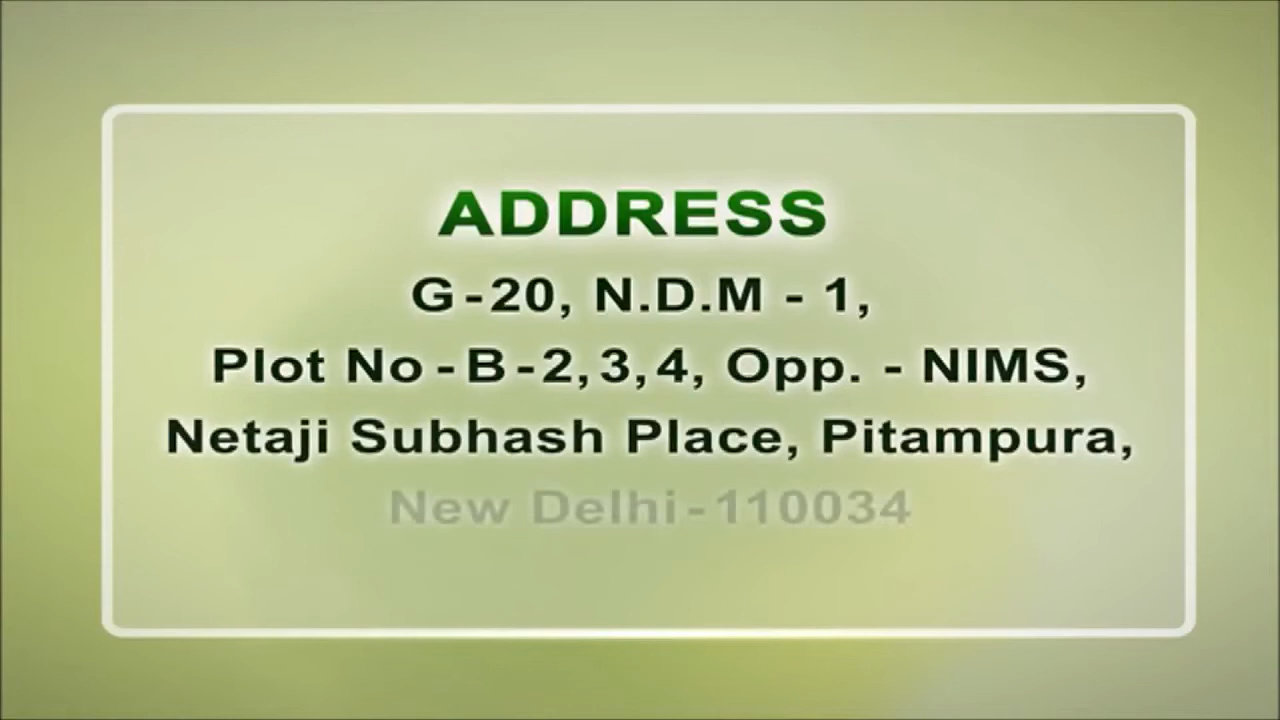 ADDRESS
G-20, N.D.M - 1,
Plot No-B-2,3,4, Opp. - NIMS,
Netaji Subhash Place, Pitampura,
New Delhi-110034